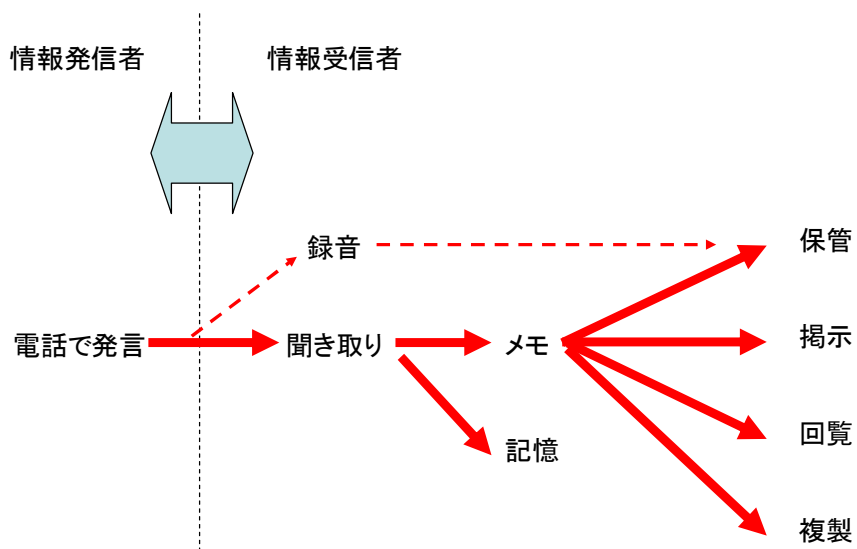 情報発信者
情報受信者
録音
保管
電話で発言
聞き取り
メモ
掲示
回覧
記憶
複製